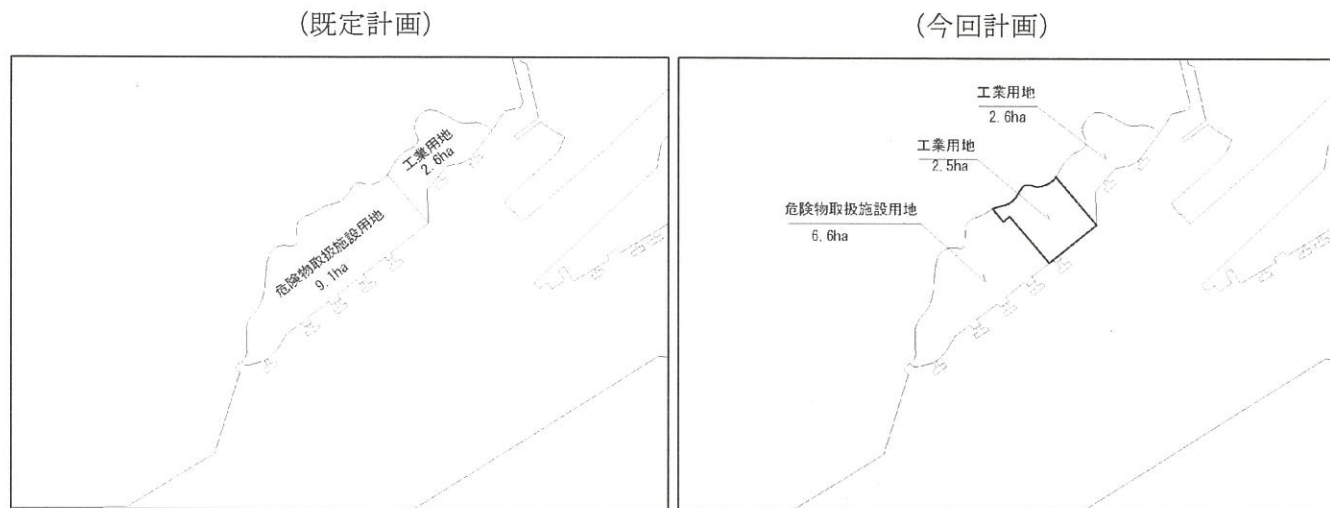 (既定計画)
工業用地
2.6ha
危険物取扱施設用地
9.1ha
(今回計画)
工業用地
2.6ha
工業用地
2.5ha
危険物取扱施設用地
6.6ha